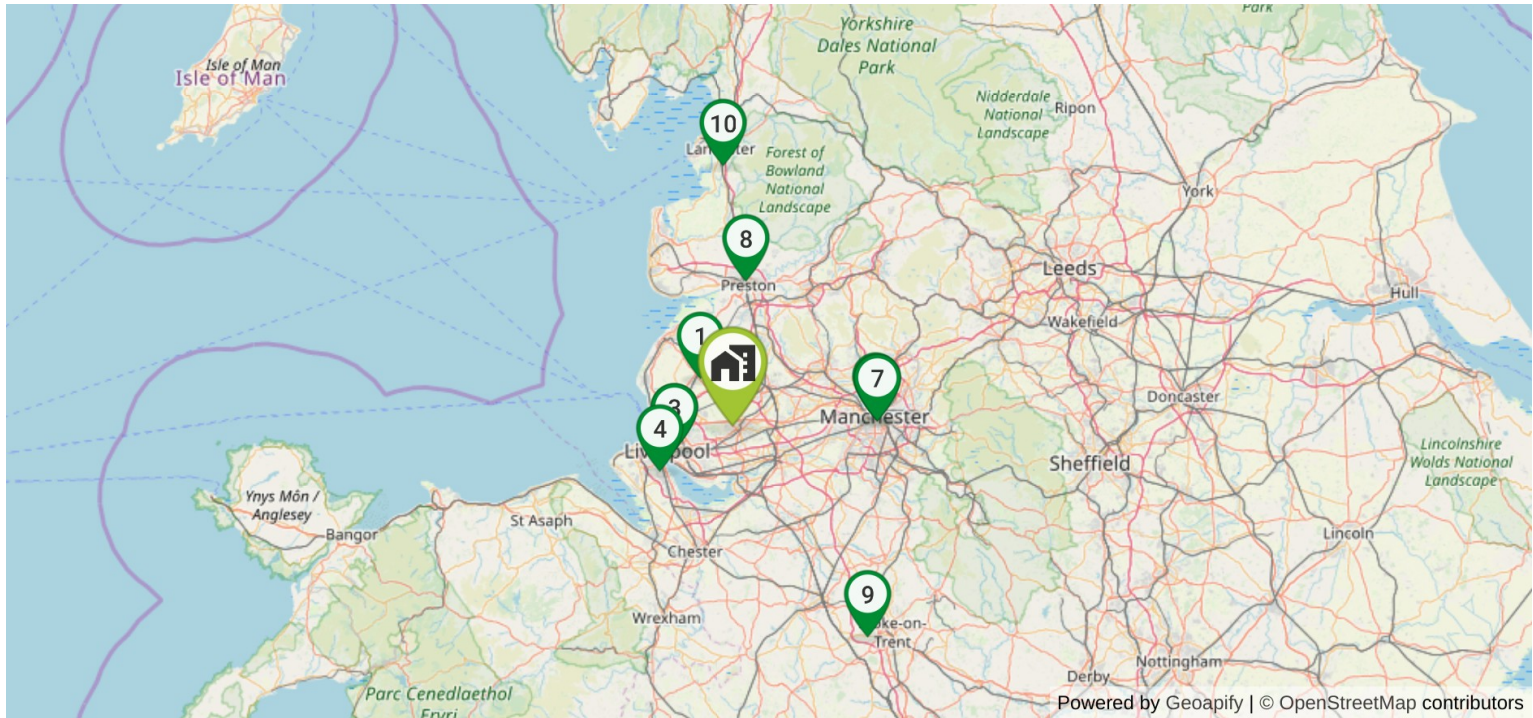 Park
Yorkshire
Dales National
Park
Isle of Man
Isle of Man
Nidderdale
National
Landscape
Ripon
10
Forest of
Bowland
National
Landscape
York
8
Preston
Leeds
Hull
1
Wakefield
7
Manchester
Doncaster
3
4
Sheffield
Lincolnshire
Wolds National
Landscape
Ynys Môn /
Anglesey
Bangor
St Asaph
Chester
Lincoln
9
Wrexham
Trent
Nottingham
Derby
Parc Cenedlaethol
Eryri
Powered by Geoapify | © OpenStreetMap contributors